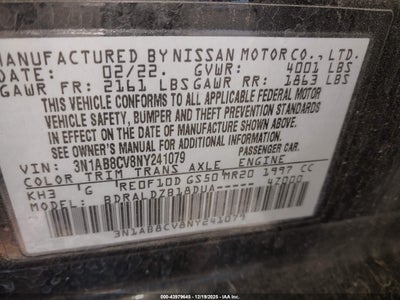 MANUFACTURED BY NISSAN MOTOR CO., LTD.
DATE: 02/22. GVWR: 4001 LBS
GAWR FR: 2161 LBS GAWR RR: 1863 LBS
THIS VEHICLE CONFORMS TO ALL APPLICABLE FEDERAL MOTOR
VEHICLE SAFETY, BUMPER AND THEFT PREVENTION STANDARDS
IN EFFECT ON THE DATE OF MANUFACTURE SHOWN ABOVE.
SEE OWNER'S MANUAL FOR ADDITIONAL INFORMATION.
VIN: 3N1AB8CV8NY241079 PASSENGER CAR
COLOR TRIM TRANS AXLE ENGINE
KH3 G RE0F10D GS50 MR20 1997 CC
MODEL: BDRALDZB18DUA- 47000
3N1AB8CV8NY241079
000-43979645 - 12/19/2025 - IAA Inc.